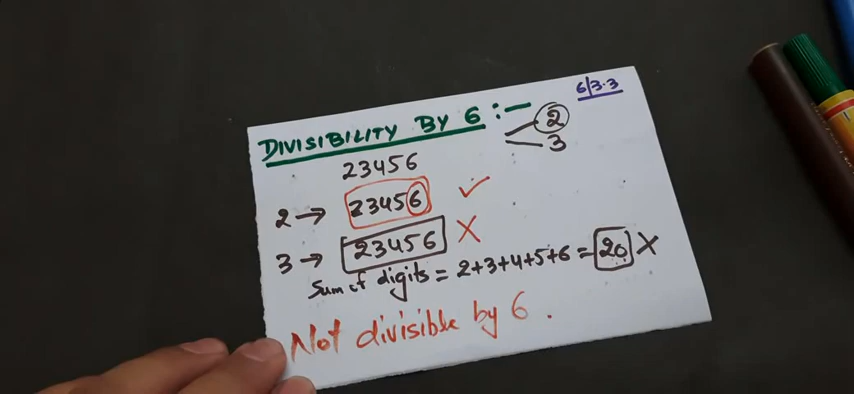 6/3.3
DIVISIBILITY BY 6 :-
2
3
23456
2 → 23456 ✓
3 → 23456 ✗
Sum of digits = 2+3+4+5+6 = 20 ✗
Not divisible by 6.